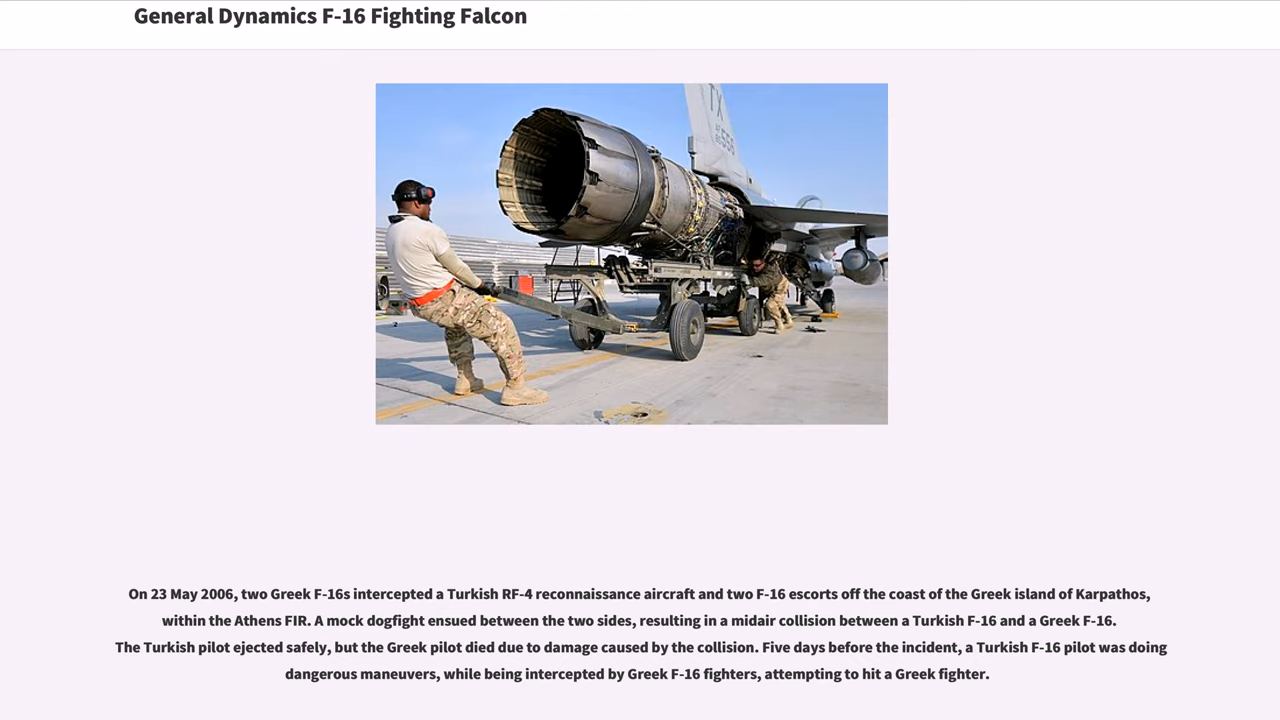 General Dynamics F-16 Fighting Falcon
TX
On 23 May 2006, two Greek F-16s intercepted a Turkish RF-4 reconnaissance aircraft and two F-16 escorts off the coast of the Greek island of Karpathos,
within the Athens FIR. A mock dogfight ensued between the two sides, resulting in a midair collision between a Turkish F-16 and a Greek F-16.
The Turkish pilot ejected safely, but the Greek pilot died due to damage caused by the collision. Five days before the incident, a Turkish F-16 pilot was doing
dangerous maneuvers, while being intercepted by Greek F-16 fighters, attempting to hit a Greek fighter.